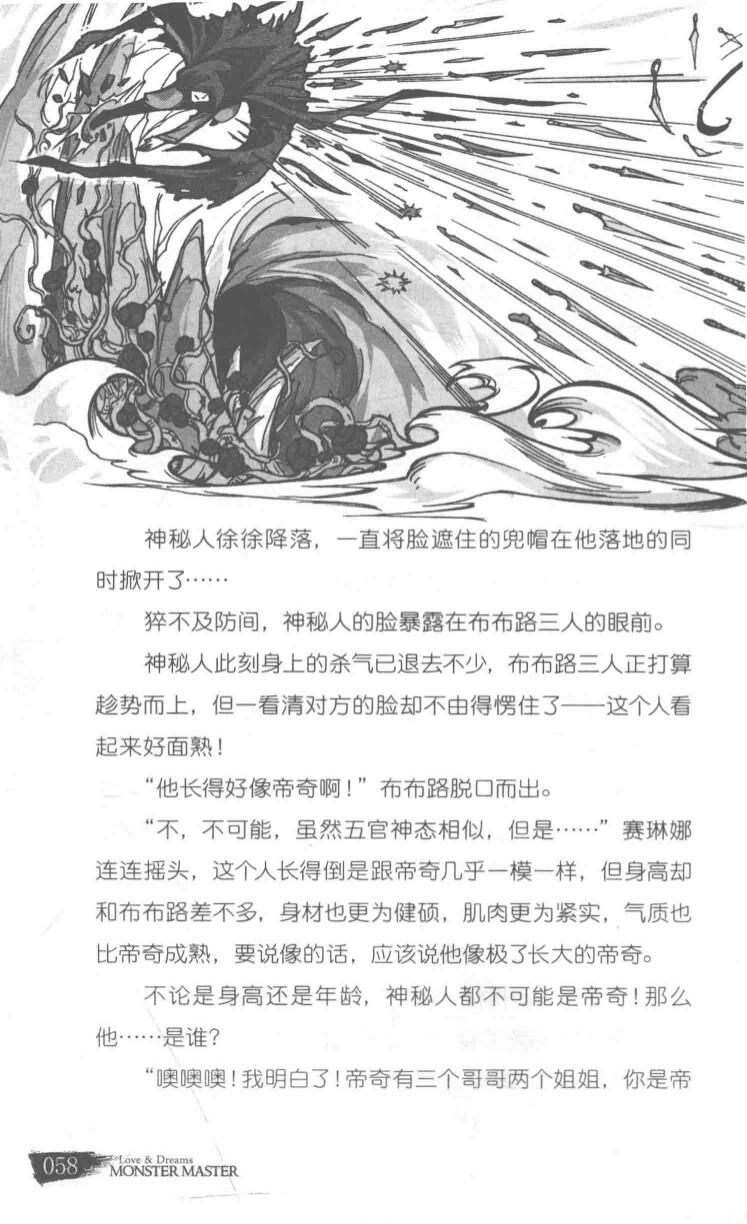 神秘人徐徐降落，一直将脸遮住的兜帽在他落地的同
时掀开了……
猝不及防间，神秘人的脸暴露在布布路三人的眼前。
神秘人此刻身上的杀气已退去不少，布布路三人正打算
趁势而上，但一看清对方的脸却不由得愣住了——这个人看
起来好面熟！
“他长得好像帝奇啊！”布布路脱口而出。
“不，不可能，虽然五官神态相似，但是……”赛琳娜
连连摇头，这个人长得倒是跟帝奇几乎一模一样，但身高却
和布布路差不多，身材也更为健硕，肌肉更为紧实，气质也
比帝奇成熟，要说像的话，应该说他像极了长大的帝奇。
不论是身高还是年龄，神秘人都不可能是帝奇！那么
他……是谁？
“噢噢噢！我明白了！帝奇有三个哥哥两个姐姐，你是帝
058
Love & Dreams
MONSTER MASTER